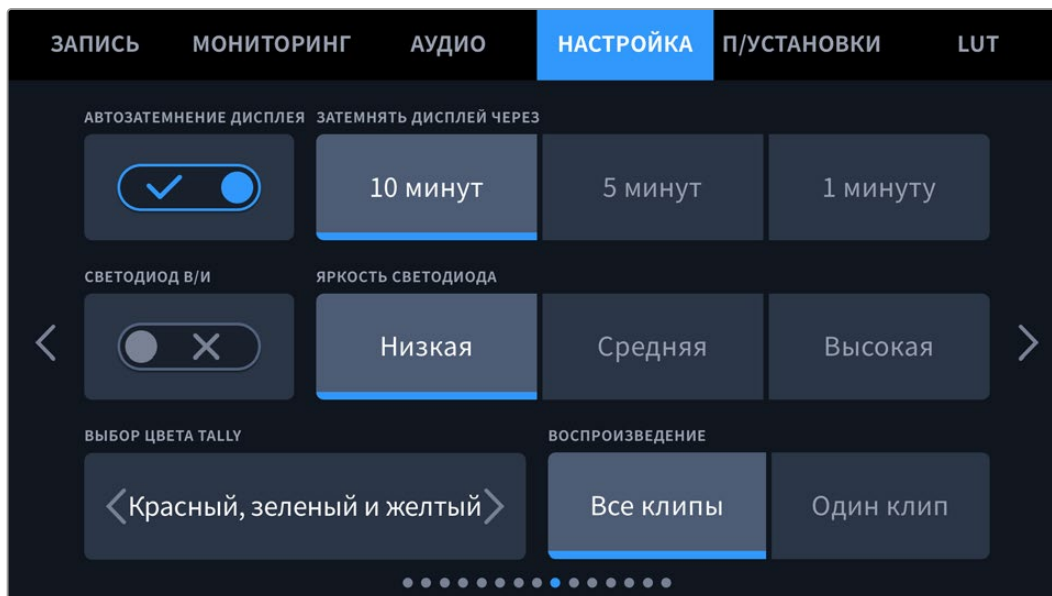 ЗАПИСЬ МОНИТОРИНГ АУДИО НАСТРОЙКА П/УСТАНОВКИ LUT
АВТОЗАТЕМНЕНИЕ ДИСПЛЕЯ ЗАТЕМНЯТЬ ДИСПЛЕЙ ЧЕРЕЗ
10 минут 5 минут 1 минуту
СВЕТОДИОД В/И ЯРКОСТЬ СВЕТОДИОДА
Низкая Средняя Высокая
ВЫБОР ЦВЕТА TALLY ВОСПРОИЗВЕДЕНИЕ
Красный, зеленый и желтый Все клипы Один клип